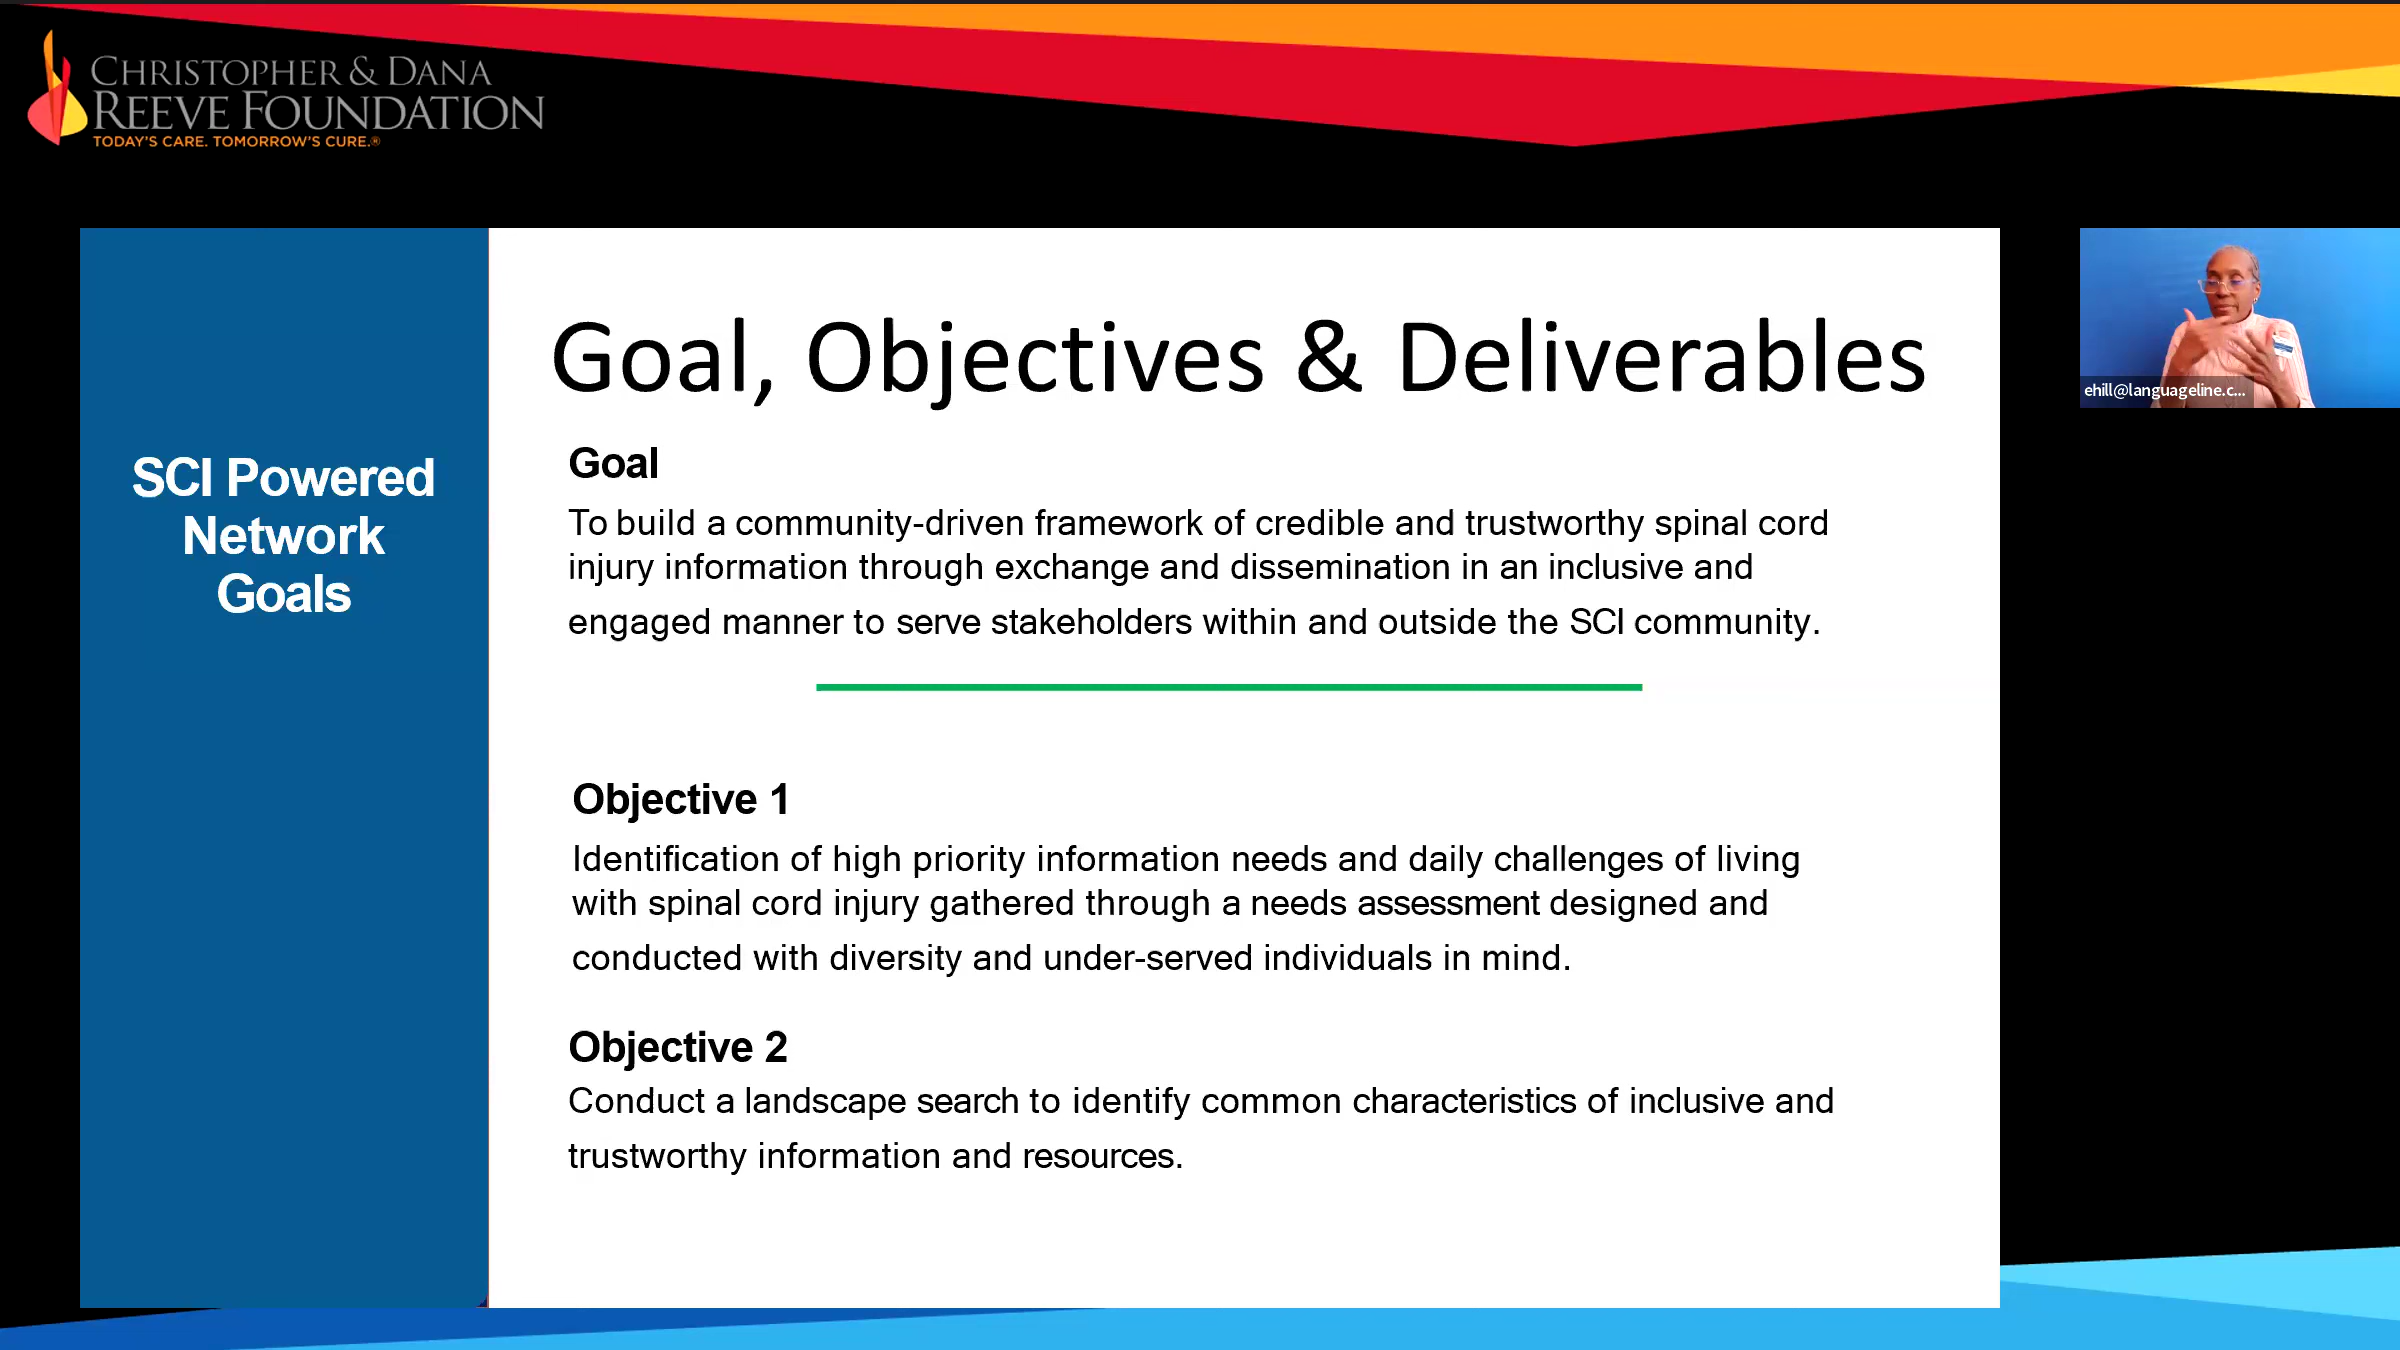 CHRISTOPHER & DANA
REEVE FOUNDATION
TODAY'S CARE. TOMORROW'S CURE.®
SCI Powered
Network
Goals
Goal, Objectives & Deliverables
Goal
To build a community-driven framework of credible and trustworthy spinal cord
injury information through exchange and dissemination in an inclusive and
engaged manner to serve stakeholders within and outside the SCI community.
Objective 1
Identification of high priority information needs and daily challenges of living
with spinal cord injury gathered through a needs assessment designed and
conducted with diversity and under-served individuals in mind.
Objective 2
Conduct a landscape search to identify common characteristics of inclusive and
trustworthy information and resources.
ehill@languageline.c...